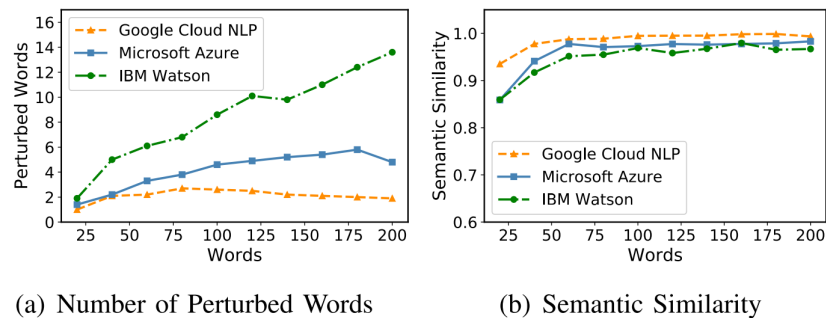 Google Cloud NLP
Microsoft Azure
IBM Watson
Perturbed Words
16
14
12
10
8
6
4
2
0
25 50 75 100 125 150 175 200
Words
(a) Number of Perturbed Words
Semantic Similarity
1.0
0.9
0.8
0.7
0.6
Google Cloud NLP
Microsoft Azure
IBM Watson
25 50 75 100 125 150 175 200
Words
(b) Semantic Similarity